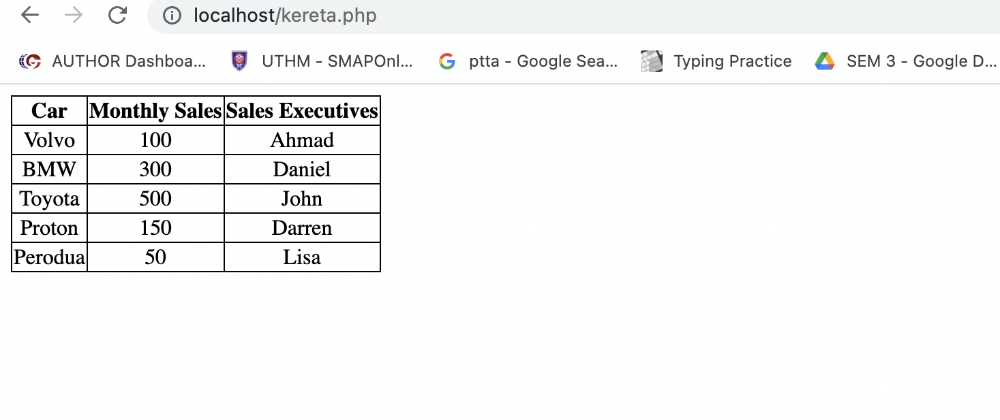 localhost/kereta.php
AUTHOR Dashboa... UTHM - SMAPOnl... ptta - Google Sea... Typing Practice SEM 3 - Google D...
Car Monthly Sales Sales Executives
Volvo 100 Ahmad
BMW 300 Daniel
Toyota 500 John
Proton 150 Darren
Perodua 50 Lisa